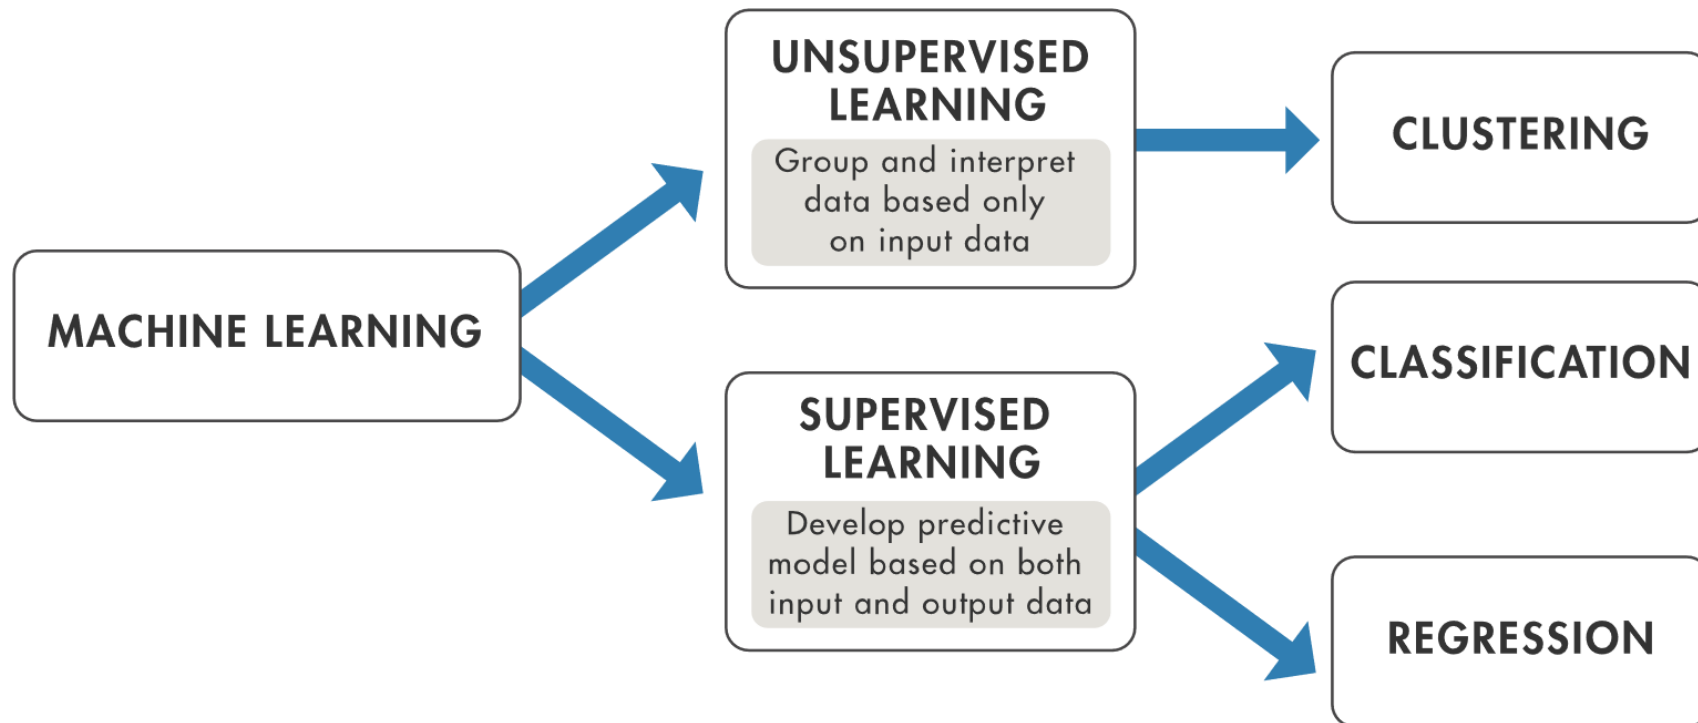 MACHINE LEARNING
UNSUPERVISED
LEARNING
Group and interpret
data based only
on input data
SUPERVISED
LEARNING
Develop predictive
model based on both
input and output data
CLUSTERING
CLASSIFICATION
REGRESSION